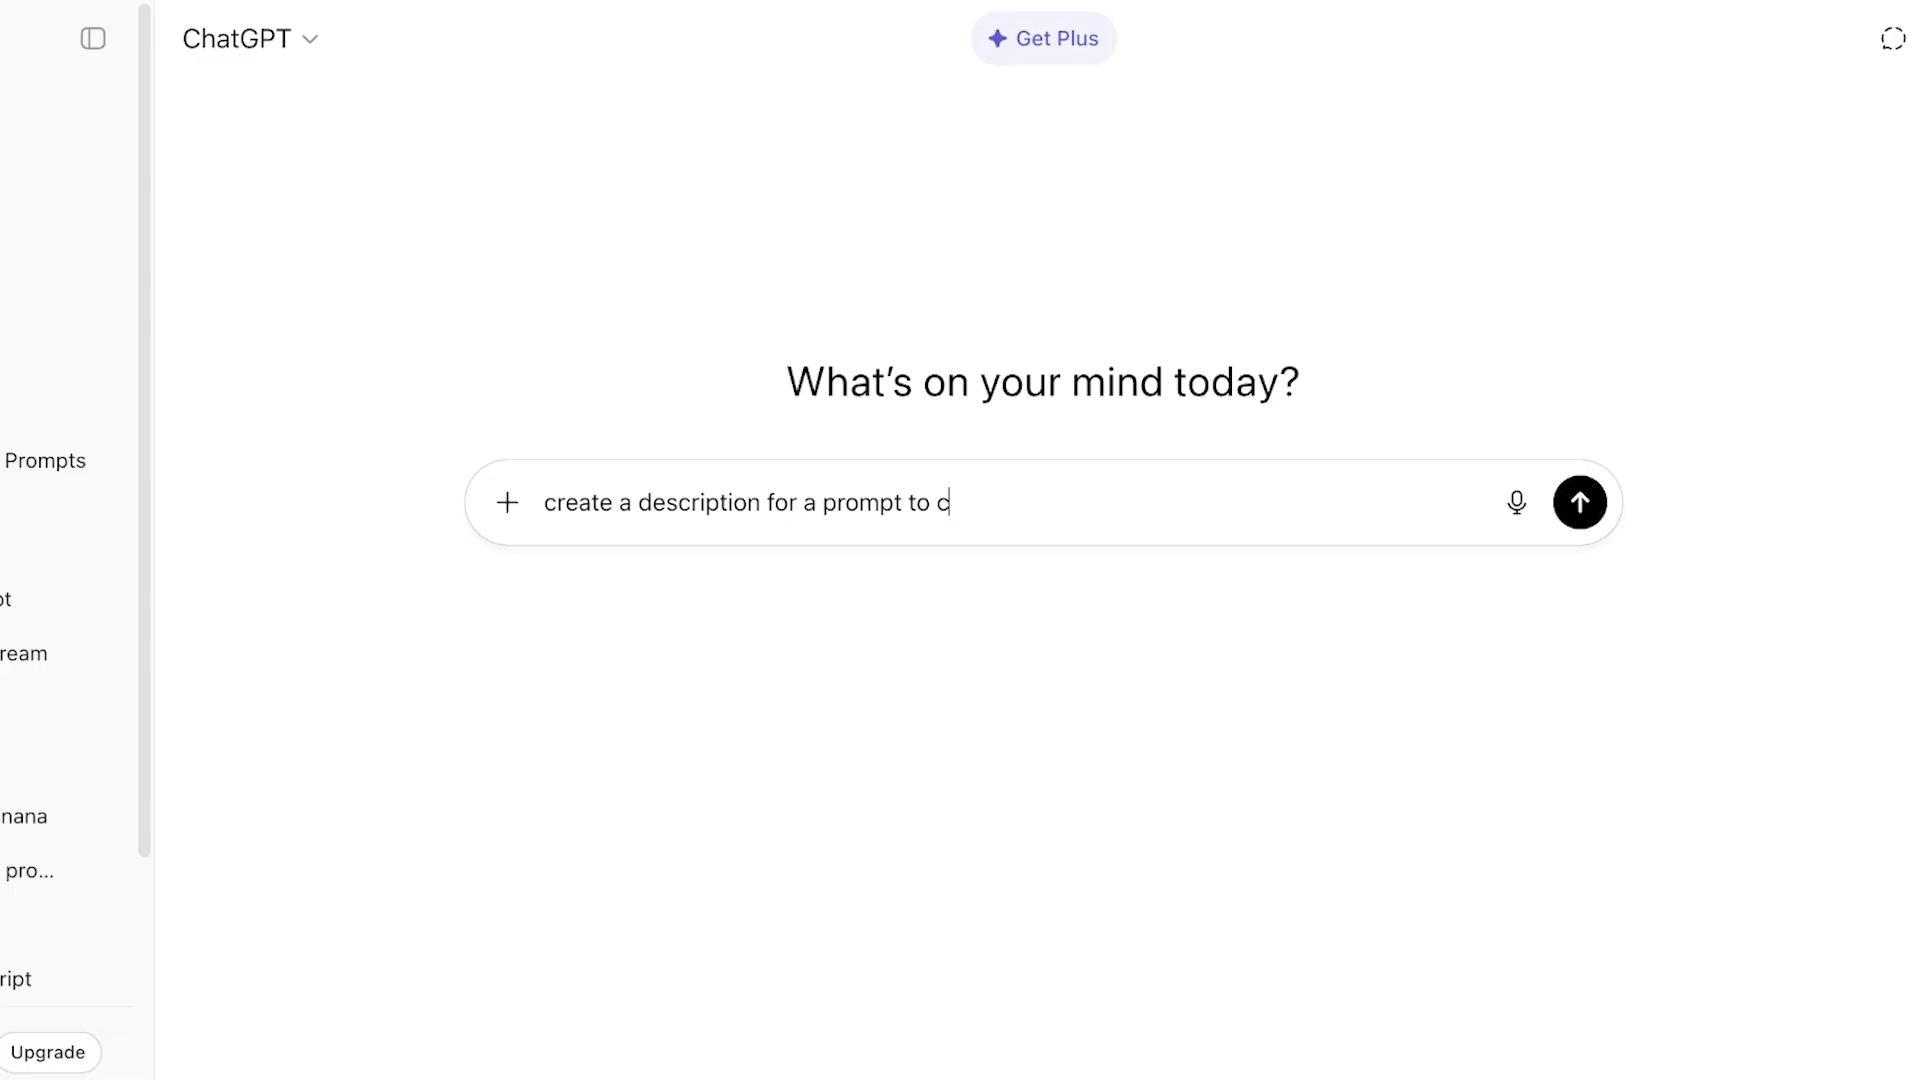 ChatGPT
Get Plus
What's on your mind today?
create a description for a prompt to c
Prompts
ot
ream
nana
pro...
ript
Upgrade